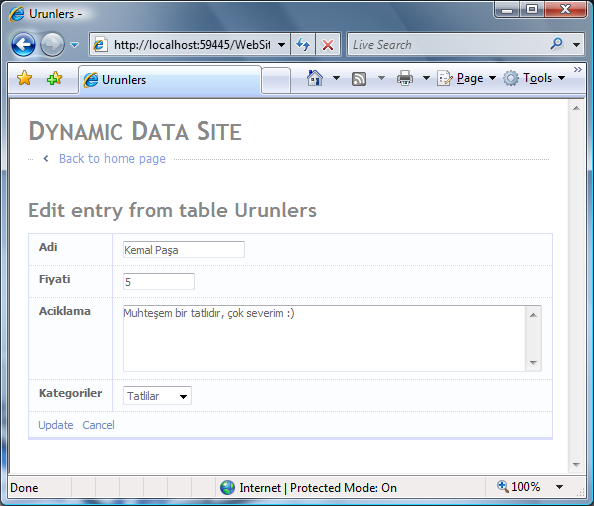 Urunlers -
http://localhost:59445/WebSit
Live Search
Urunlers
Page
Tools
»
DYNAMIC DATA SITE
Back to home page
Edit entry from table Urunlers
Adi
Kemal Paşa
Fiyati
5
Aciklama
Muhteşem bir tatlıdır, çok severim :)
Kategoriler
Tatlilar
Update Cancel
Done
Internet | Protected Mode: On
100%